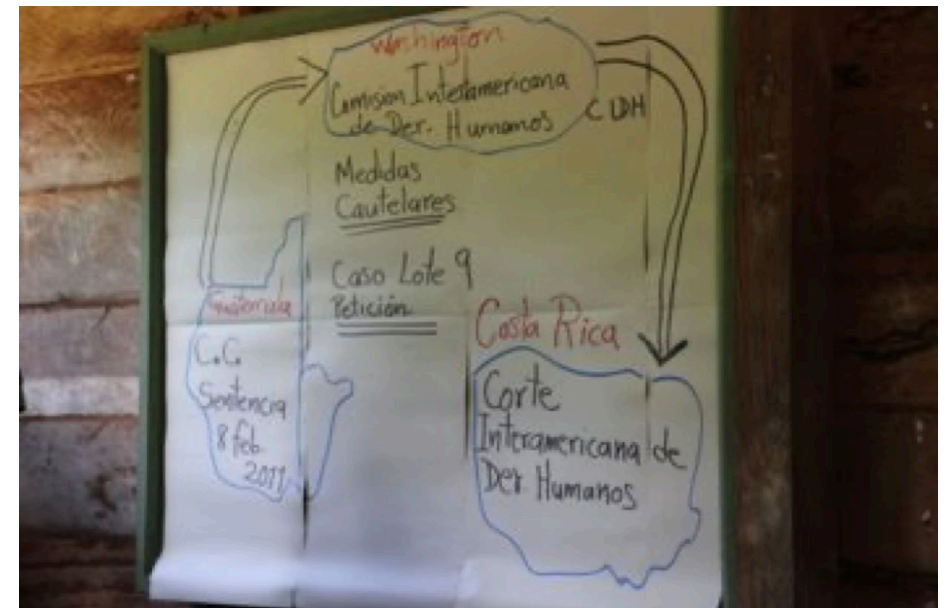 Washington
Comisión Interamericana
de Der. Humanos
CIDH
Medidas
Cautelares
Caso Lote 9
Petición
Guatemala
C.C.
Sentencia
8 feb.
2011
Costa Rica
Corte
Interamericana de
Der. Humanos